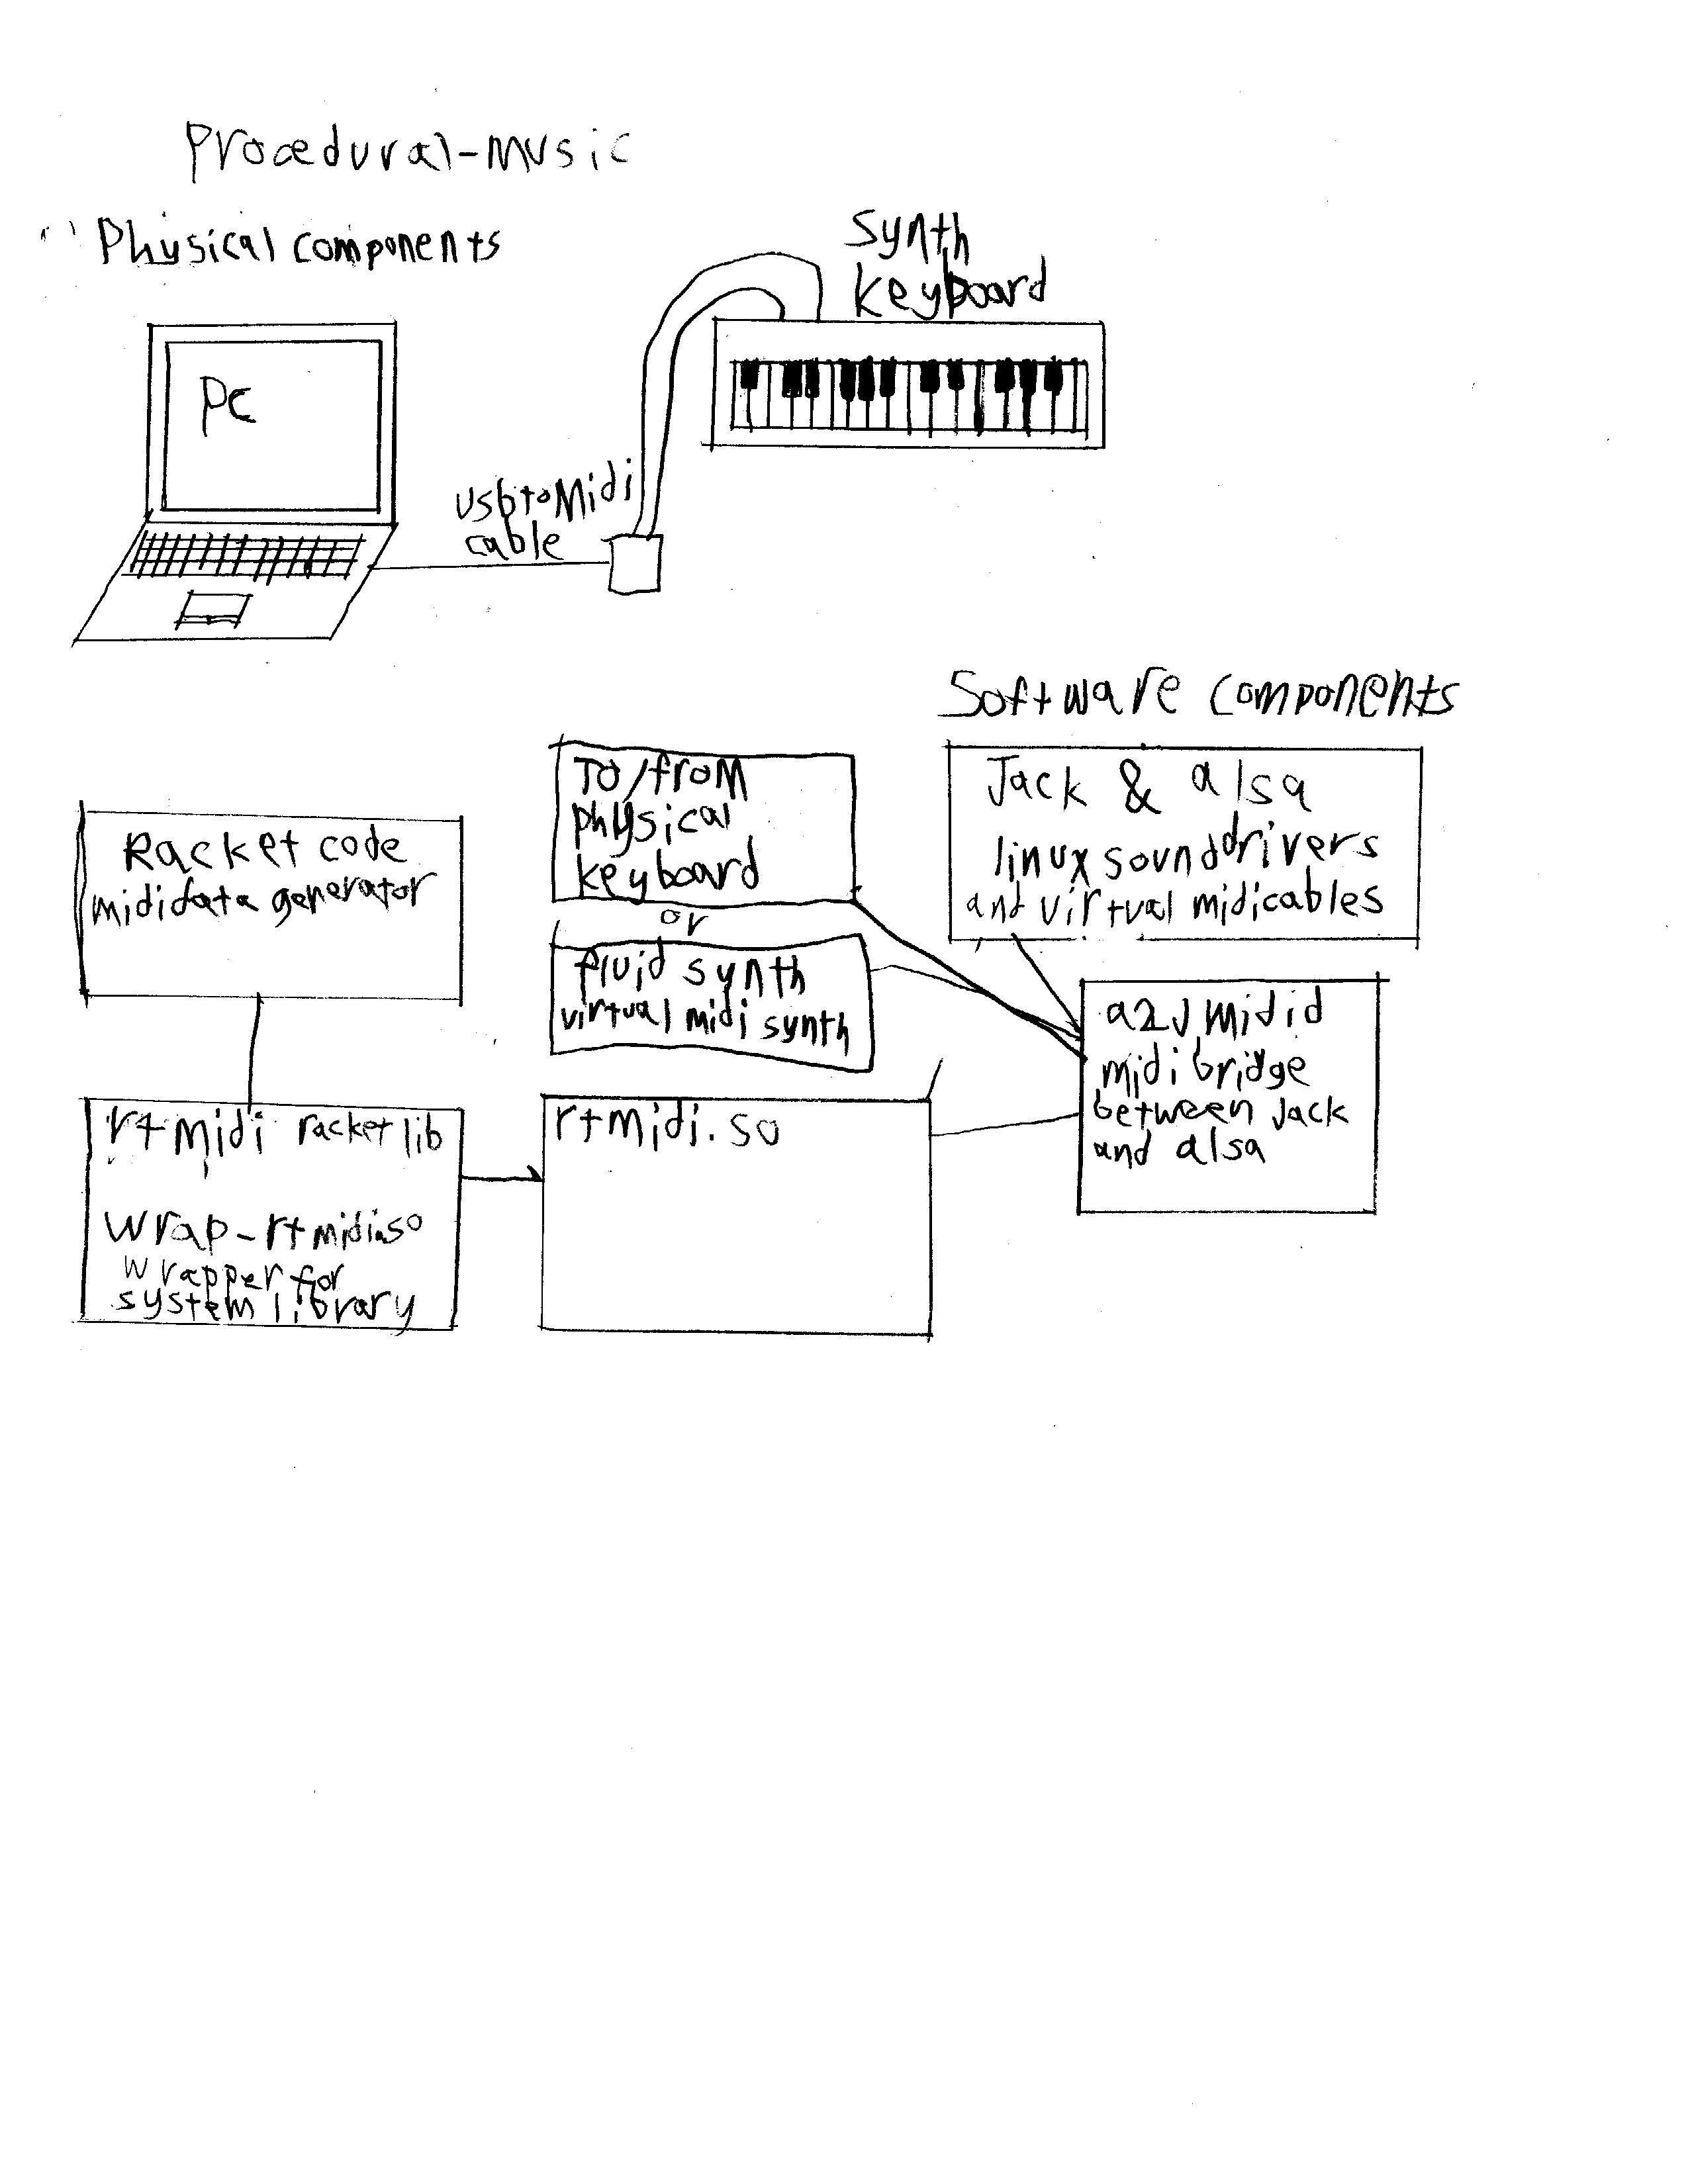 Procedural-music
Physical components
Synth
Keyboard
PC
usb to Midi
cable
Software components
To/from
physical
keyboard
or
fluid synth
virtual midi synth
Jack & alsa
linux sound drivers
and virtual midicables
Racket code
midi data generator
a2J Midid
midi bridge
between Jack
and alsa
rtmidi racket lib
wrap-rtmidi.so
wrapper for
system library
rtmidi.so